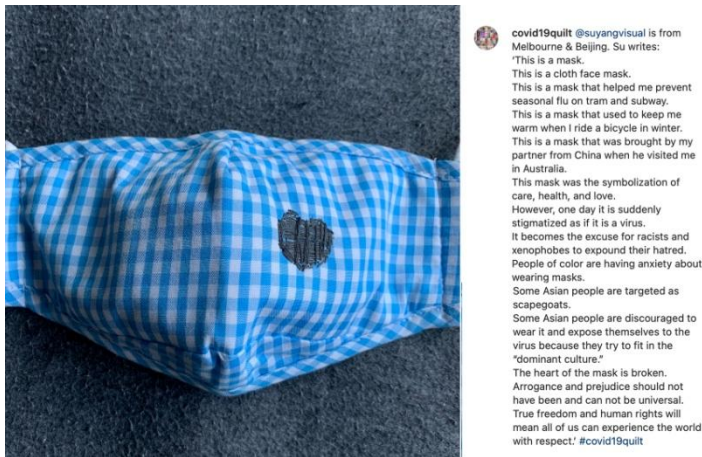 covid19quilt @suyangvisual is from
Melbourne & Beijing. Su writes:
'This is a mask.
This is a cloth face mask.
This is a mask that helped me prevent
seasonal flu on tram and subway.
This is a mask that used to keep me
warm when I ride a bicycle in winter.
This is a mask that was brought by my
partner from China when he visited me
in Australia.
This mask was the symbolization of
care, health, and love.
However, one day it is suddenly
stigmatized as if it is a virus.
It becomes the excuse for racists and
xenophobes to expound their hatred.
People of color are having anxiety about
wearing masks.
Some Asian people are targeted as
scapegoats.
Some Asian people are discouraged to
wear it and expose themselves to the
virus because they try to fit in the
“dominant culture.”
The heart of the mask is broken.
Arrogance and prejudice should not
have been and can not be universal.
True freedom and human rights will
mean all of us can experience the world
with respect.' #covid19quilt